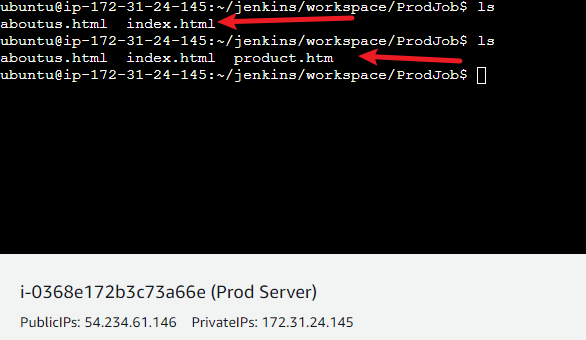 ubuntu@ip-172-31-24-145:~/jenkins/workspace/ProdJob$ ls
aboutus.html  index.html
ubuntu@ip-172-31-24-145:~/jenkins/workspace/ProdJob$ ls
aboutus.html  index.html  product.htm
ubuntu@ip-172-31-24-145:~/jenkins/workspace/ProdJob$
i-0368e172b3c73a66e (Prod Server)
PublicIPs: 54.234.61.146    PrivateIPs: 172.31.24.145